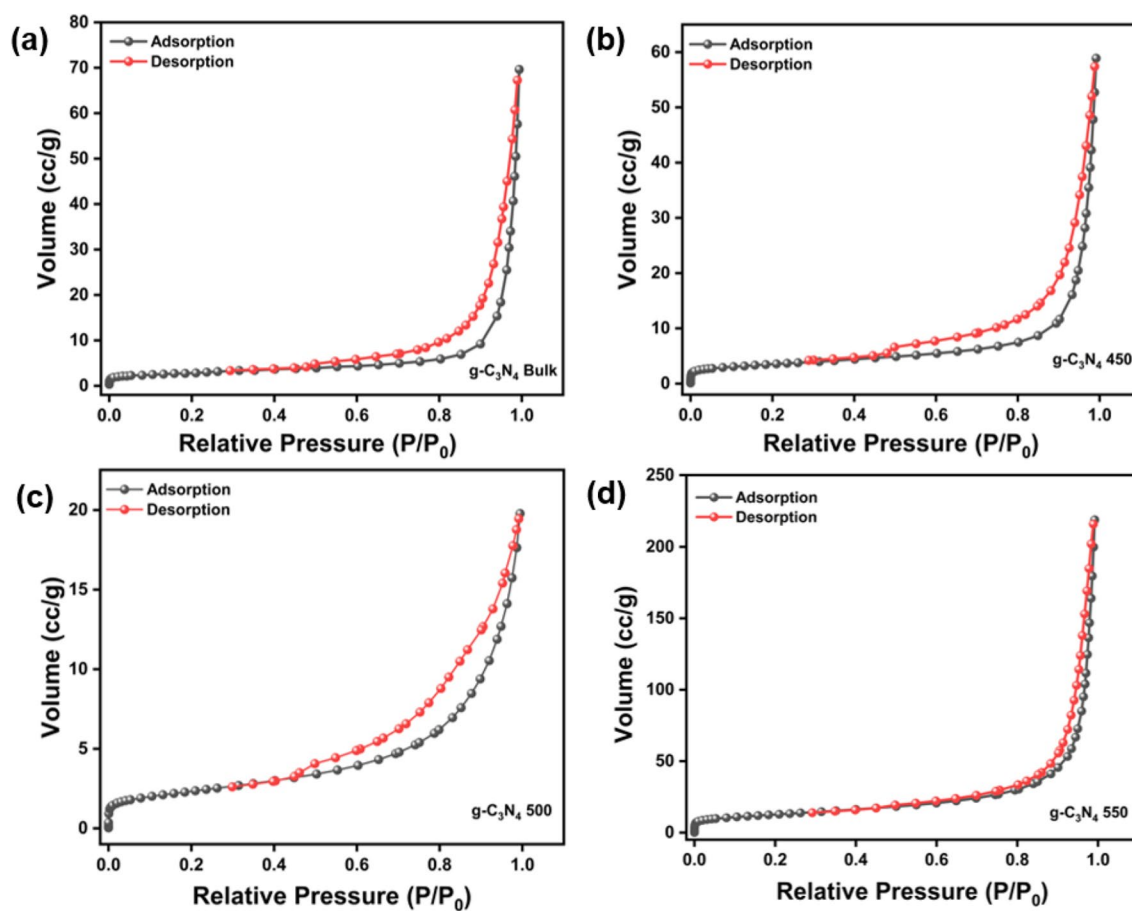 (a)
Adsorption
Desorption
80
70
60
50
40
30
20
10
0
Volume (cc/g)
0.0 0.2 0.4 0.6 0.8 1.0
Relative Pressure (P/P₀)
g-C₃N₄ Bulk
(b)
Adsorption
Desorption
60
50
40
30
20
10
0
Volume (cc/g)
0.0 0.2 0.4 0.6 0.8 1.0
Relative Pressure (P/P₀)
g-C₃N₄ 450
(c)
Adsorption
Desorption
20
15
10
5
0
Volume (cc/g)
0.0 0.2 0.4 0.6 0.8 1.0
Relative Pressure (P/P₀)
g-C₃N₄ 500
(d)
Adsorption
Desorption
250
200
150
100
50
0
Volume (cc/g)
0.0 0.2 0.4 0.6 0.8 1.0
Relative Pressure (P/P₀)
g-C₃N₄ 550